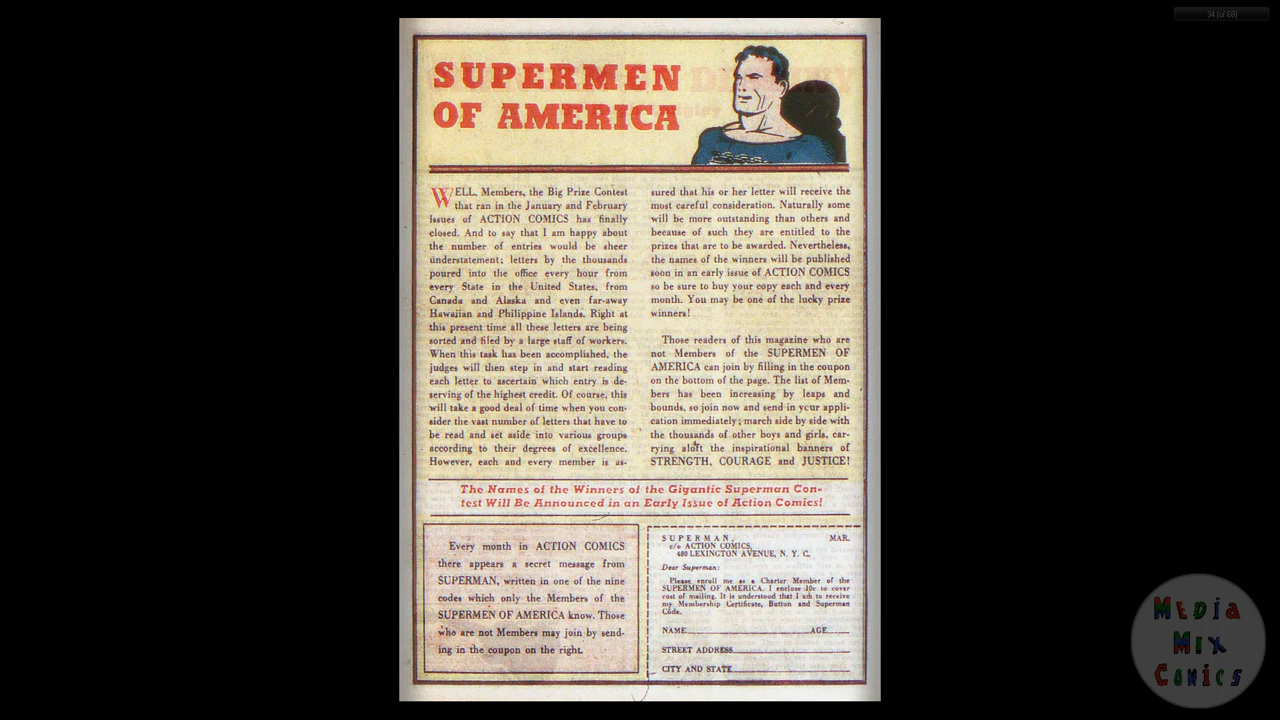 34 (of 68)
SUPERMEN
OF AMERICA
WELL, Members, the Big Prize Contest
that ran in the January and February
issues of ACTION COMICS has finally
closed. And to say that I am happy about
the number of entries would be sheer
understatement; letters by the thousands
poured into the office every hour from
every State in the United States, from
Canada and Alaska and even far-away
Hawaiian and Philippine Islands. Right at
this present time all these letters are being
sorted and filed by a large staff of workers.
When this task has been accomplished, the
judges will then step in and start reading
each letter to ascertain which entry is de-
serving of the highest credit. Of course, this
will take a good deal of time when you con-
sider the vast number of letters that have to
be read and set aside into various groups
according to their degrees of excellence.
However, each and every member is as-
sured that his or her letter will receive the
most careful consideration. Naturally some
will be more outstanding than others and
because of such they are entitled to the
prizes that are to be awarded. Nevertheless,
the names of the winners will be published
soon in an early issue of ACTION COMICS
so be sure to buy your copy each and every
month. You may be one of the lucky prize
winners!
Those readers of this magazine who are
not Members of the SUPERMEN OF
AMERICA can join by filling in the coupon
on the bottom of the page. The list of Mem-
bers has been increasing by leaps and
bounds, so join now and send in your appli-
cation immediately; march side by side with
the thousands of other boys and girls, car-
rying aloft the inspirational banners of
STRENGTH, COURAGE and JUSTICE!
The Names of the Winners of the Gigantic Superman Con-
test Will Be Announced in an Early Issue of Action Comics!
Every month in ACTION COMICS
there appears a secret message from
SUPERMAN, written in one of the nine
codes which only the Members of the
SUPERMEN OF AMERICA know. Those
who are not Members may join by send-
ing in the coupon on the right.
SUPERMAN, MAR.
c/o ACTION COMICS,
480 LEXINGTON AVENUE, N. Y. C.
Dear Superman:
Please enroll me as a Charter Member of the
SUPERMEN OF AMERICA. I enclose 10c to cover
cost of mailing. It is understood that I am to receive
my Membership Certificate, Button and Superman
Code.
NAME AGE
STREET ADDRESS
CITY AND STATE
MEDIA
MIX
COMICS